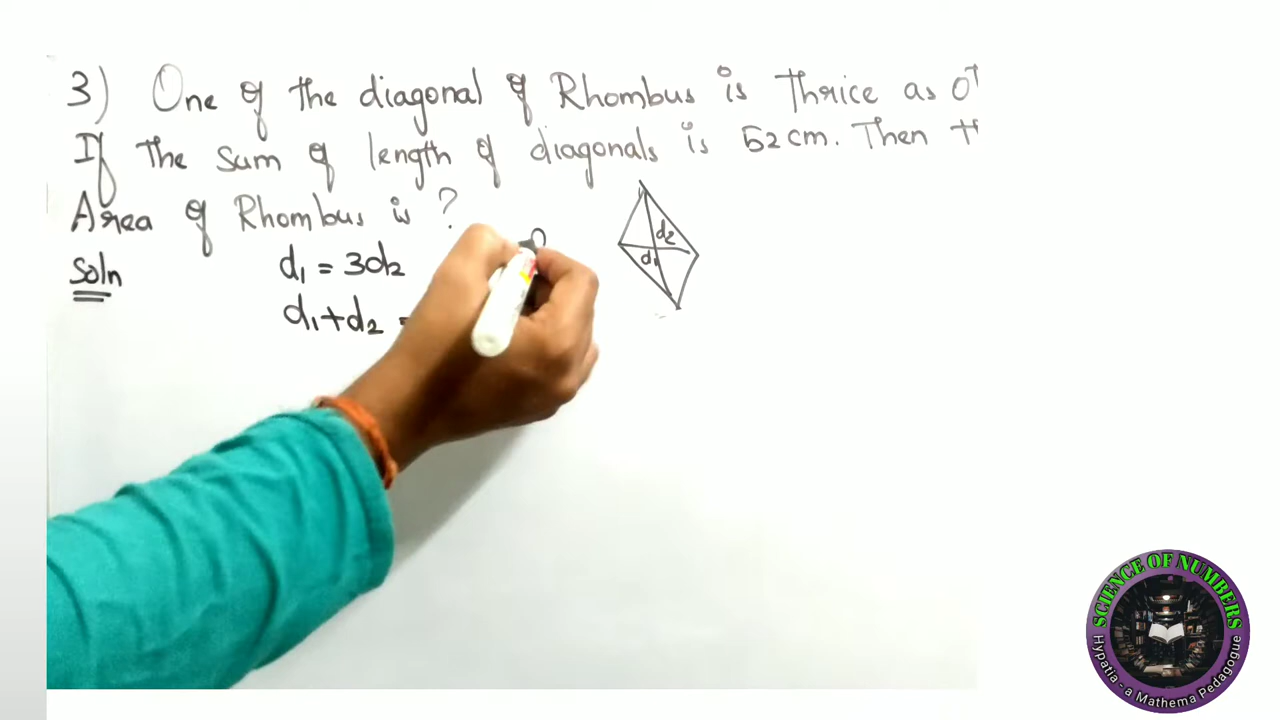 3) One of the diagonal of Rhombus is Thrice as
If the Sum of length of diagonals is 52 cm. Then
Area of Rhombus is ?
Soln
d₁ = 3d₂
d₁+d₂ =
d₂
d₁
SCIENCE OF NUMBERS
Hypatia - a Mathema Pedagogue